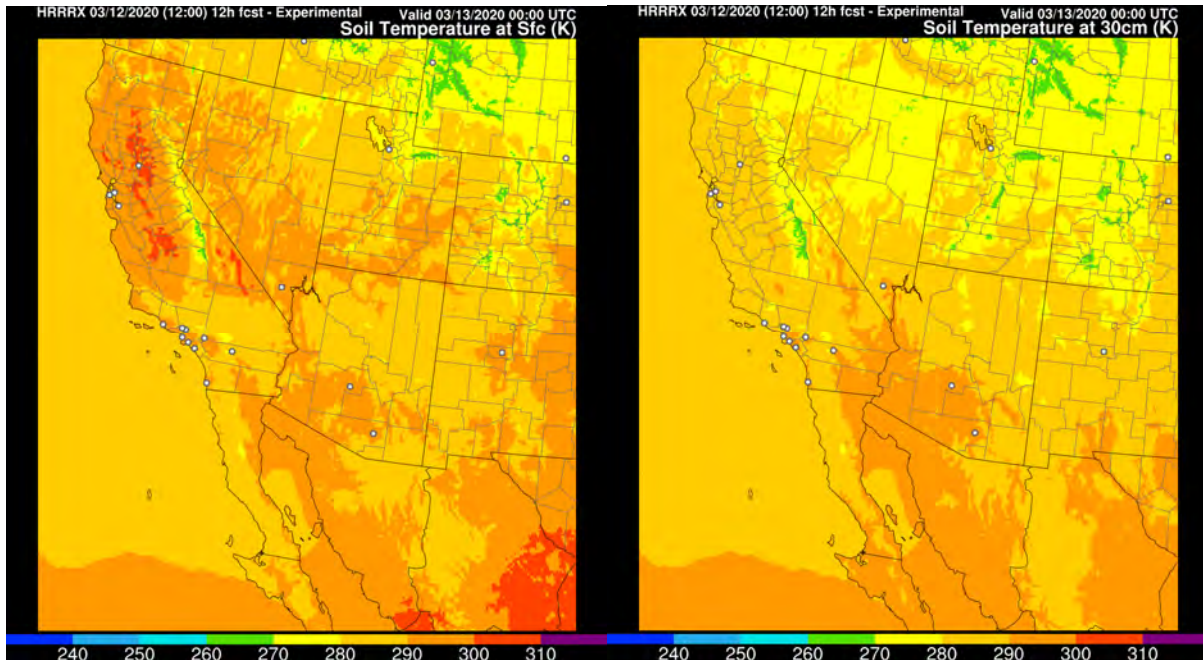 HRRRX 03/12/2020 (12:00) 12h fcst - Experimental Valid 03/13/2020 00:00 UTC
Soil Temperature at Sfc (K)
240 250 260 270 280 290 300 310
HRRRX 03/12/2020 (12:00) 12h fcst - Experimental Valid 03/13/2020 00:00 UTC
Soil Temperature at 30cm (K)
240 250 260 270 280 290 300 310